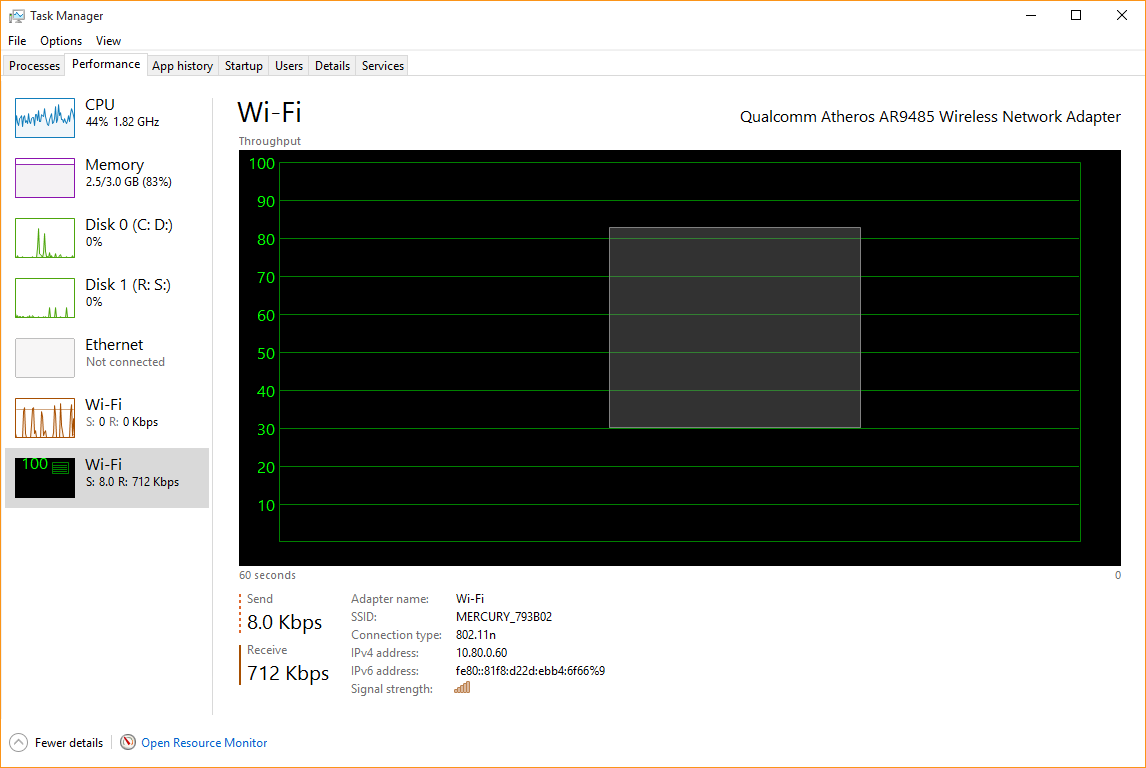 Task Manager
File Options View
Processes Performance App history Startup Users Details Services
CPU
44% 1.82 GHz
Memory
2.5/3.0 GB (83%)
Disk 0 (C: D:)
0%
Disk 1 (R: S:)
0%
Ethernet
Not connected
Wi-Fi
S: 0 R: 0 Kbps
100
Wi-Fi
S: 8.0 R: 712 Kbps
Wi-Fi
Qualcomm Atheros AR9485 Wireless Network Adapter
Throughput
100
90
80
70
60
50
40
30
20
10
60 seconds 0
Send
8.0 Kbps
Receive
712 Kbps
Adapter name: Wi-Fi
SSID: MERCURY_793B02
Connection type: 802.11n
IPv4 address: 10.80.0.60
IPv6 address: fe80::81f8:d22d:ebb4:6f66%9
Signal strength:
Fewer details Open Resource Monitor